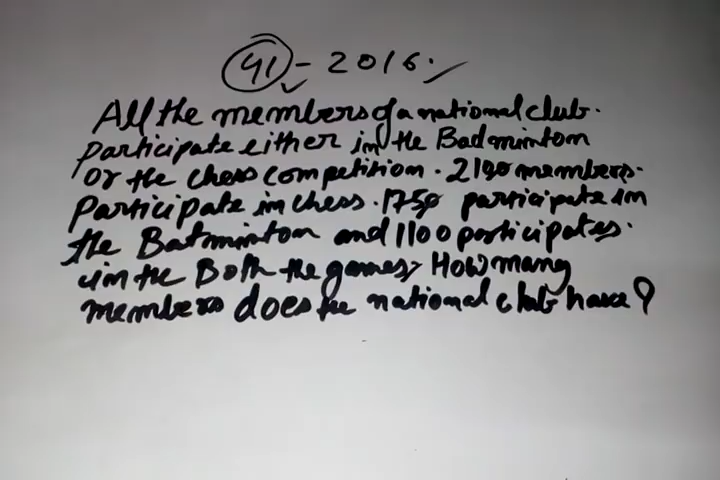 41 - 2016.
All the members of a national club.
Participate either in the Badminton
or the chess competition. 2190 members.
Participate in chess. 1750 participate in
the Batminton and 1100 participates.
in the Both the games, How many
members does the national club have?